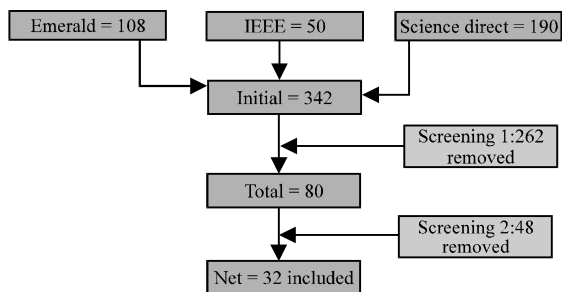 Emerald = 108
IEEE = 50
Science direct = 190
Initial = 342
Screening 1:262
removed
Total = 80
Screening 2:48
removed
Net = 32 included